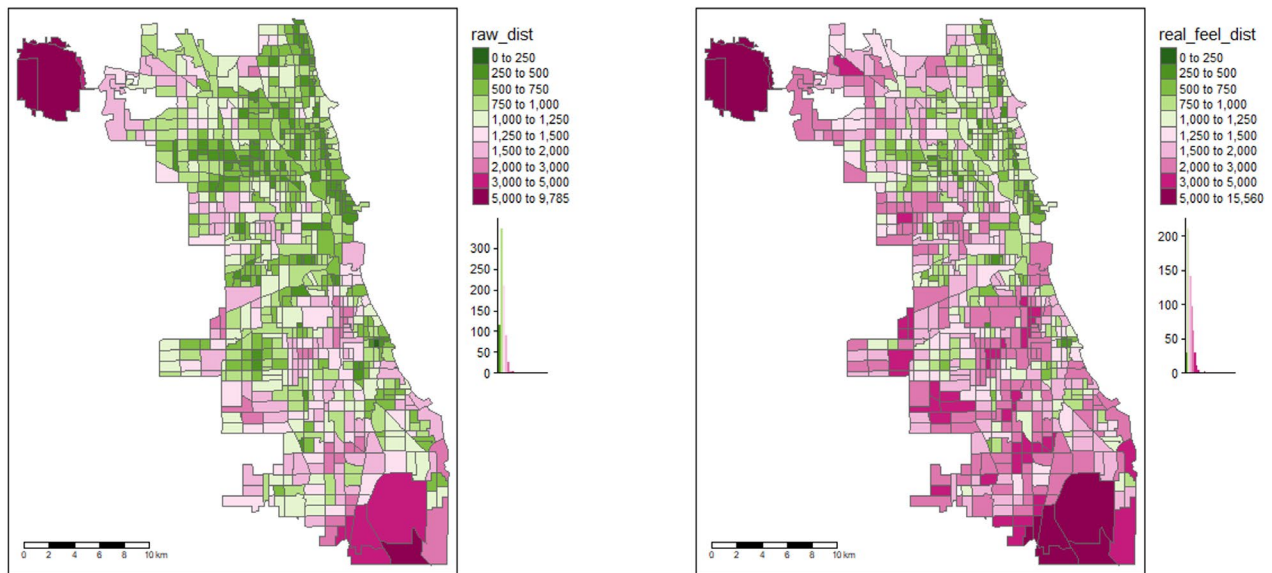 raw_dist
0 to 250
250 to 500
500 to 750
750 to 1,000
1,000 to 1,250
1,250 to 1,500
1,500 to 2,000
2,000 to 3,000
3,000 to 5,000
5,000 to 9,785
300
250
200
150
100
50
0
0 2 4 6 8 10 km
real_feel_dist
0 to 250
250 to 500
500 to 750
750 to 1,000
1,000 to 1,250
1,250 to 1,500
1,500 to 2,000
2,000 to 3,000
3,000 to 5,000
5,000 to 15,560
200
150
100
50
0
0 2 4 6 8 10 km